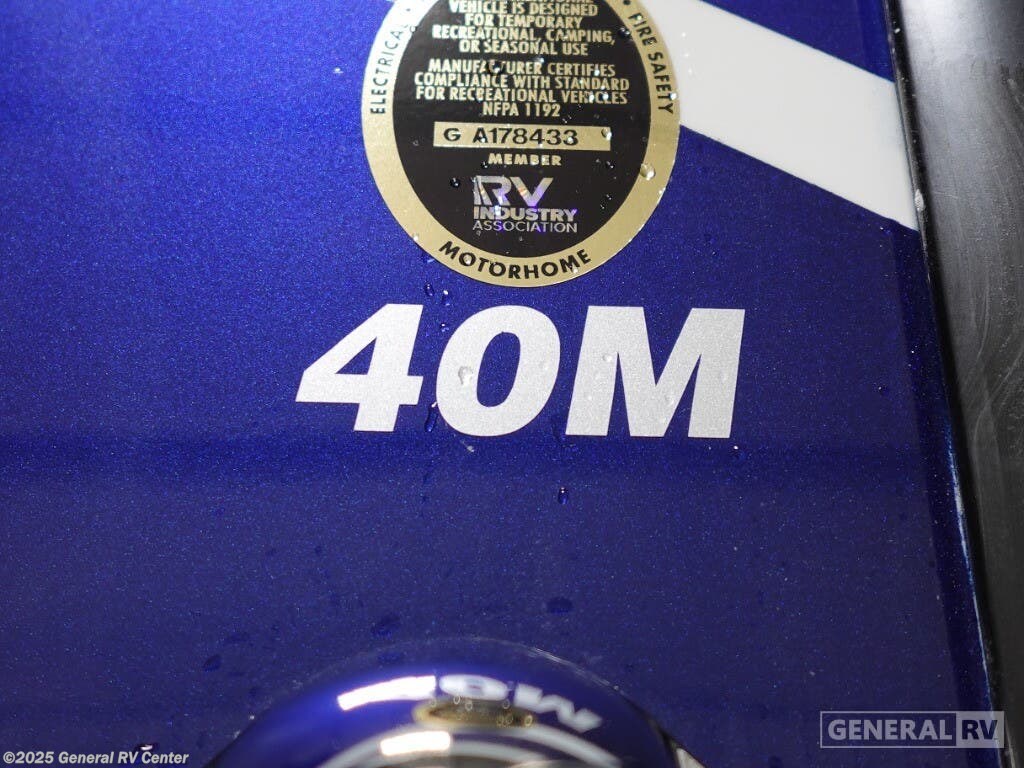 VEHICLE IS DESIGNED
FOR TEMPORARY
RECREATIONAL, CAMPING,
OR SEASONAL USE
MANUFACTURER CERTIFIES
COMPLIANCE WITH STANDARD
FOR RECREATIONAL VEHICLES
NFPA 1192
G A178433
MEMBER
RV
INDUSTRY
ASSOCIATION
ELECTRICAL
• FIRE SAFETY
MOTORHOME
40M
GENERAL RV
©2025 General RV Center